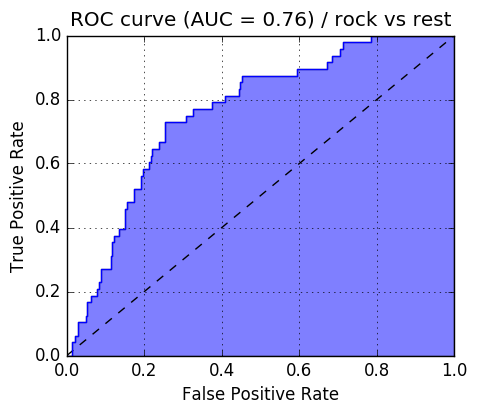 ROC curve (AUC = 0.76) / rock vs rest
1.0
0.8
0.6
0.4
0.2
0.0
True Positive Rate
0.0 0.2 0.4 0.6 0.8 1.0
False Positive Rate